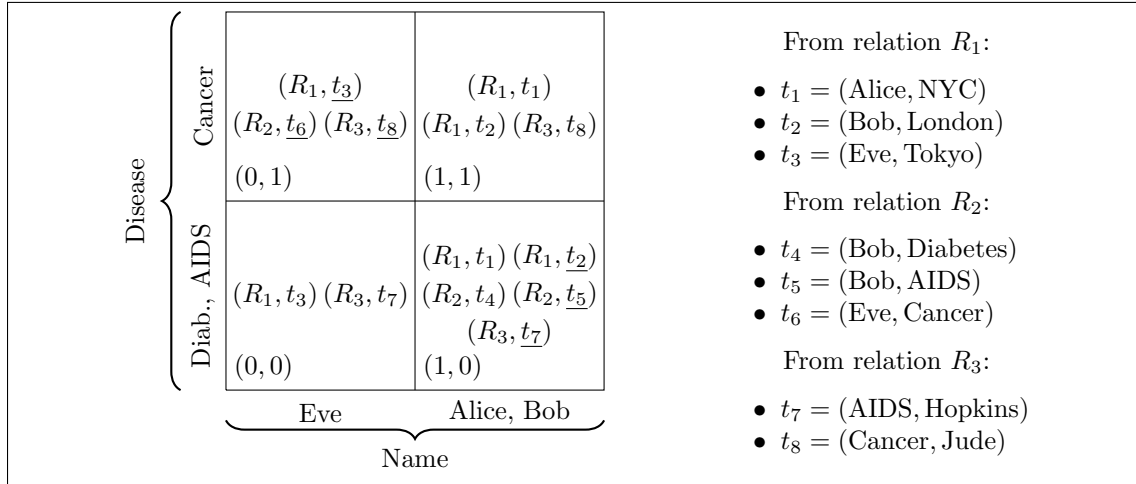 Disease
Cancer
Diab., AIDS
(R₁, t₃)
(R₂, t₆) (R₃, t₈)
(0, 1)
(R₁, t₁)
(R₁, t₂) (R₃, t₈)
(1, 1)
(R₁, t₃) (R₃, t₇)
(0, 0)
(R₁, t₁) (R₁, t₂)
(R₂, t₄) (R₂, t₅)
(R₃, t₇)
(1, 0)
Eve
Alice, Bob
Name
From relation R₁:
• t₁ = (Alice, NYC)
• t₂ = (Bob, London)
• t₃ = (Eve, Tokyo)
From relation R₂:
• t₄ = (Bob, Diabetes)
• t₅ = (Bob, AIDS)
• t₆ = (Eve, Cancer)
From relation R₃:
• t₇ = (AIDS, Hopkins)
• t₈ = (Cancer, Jude)